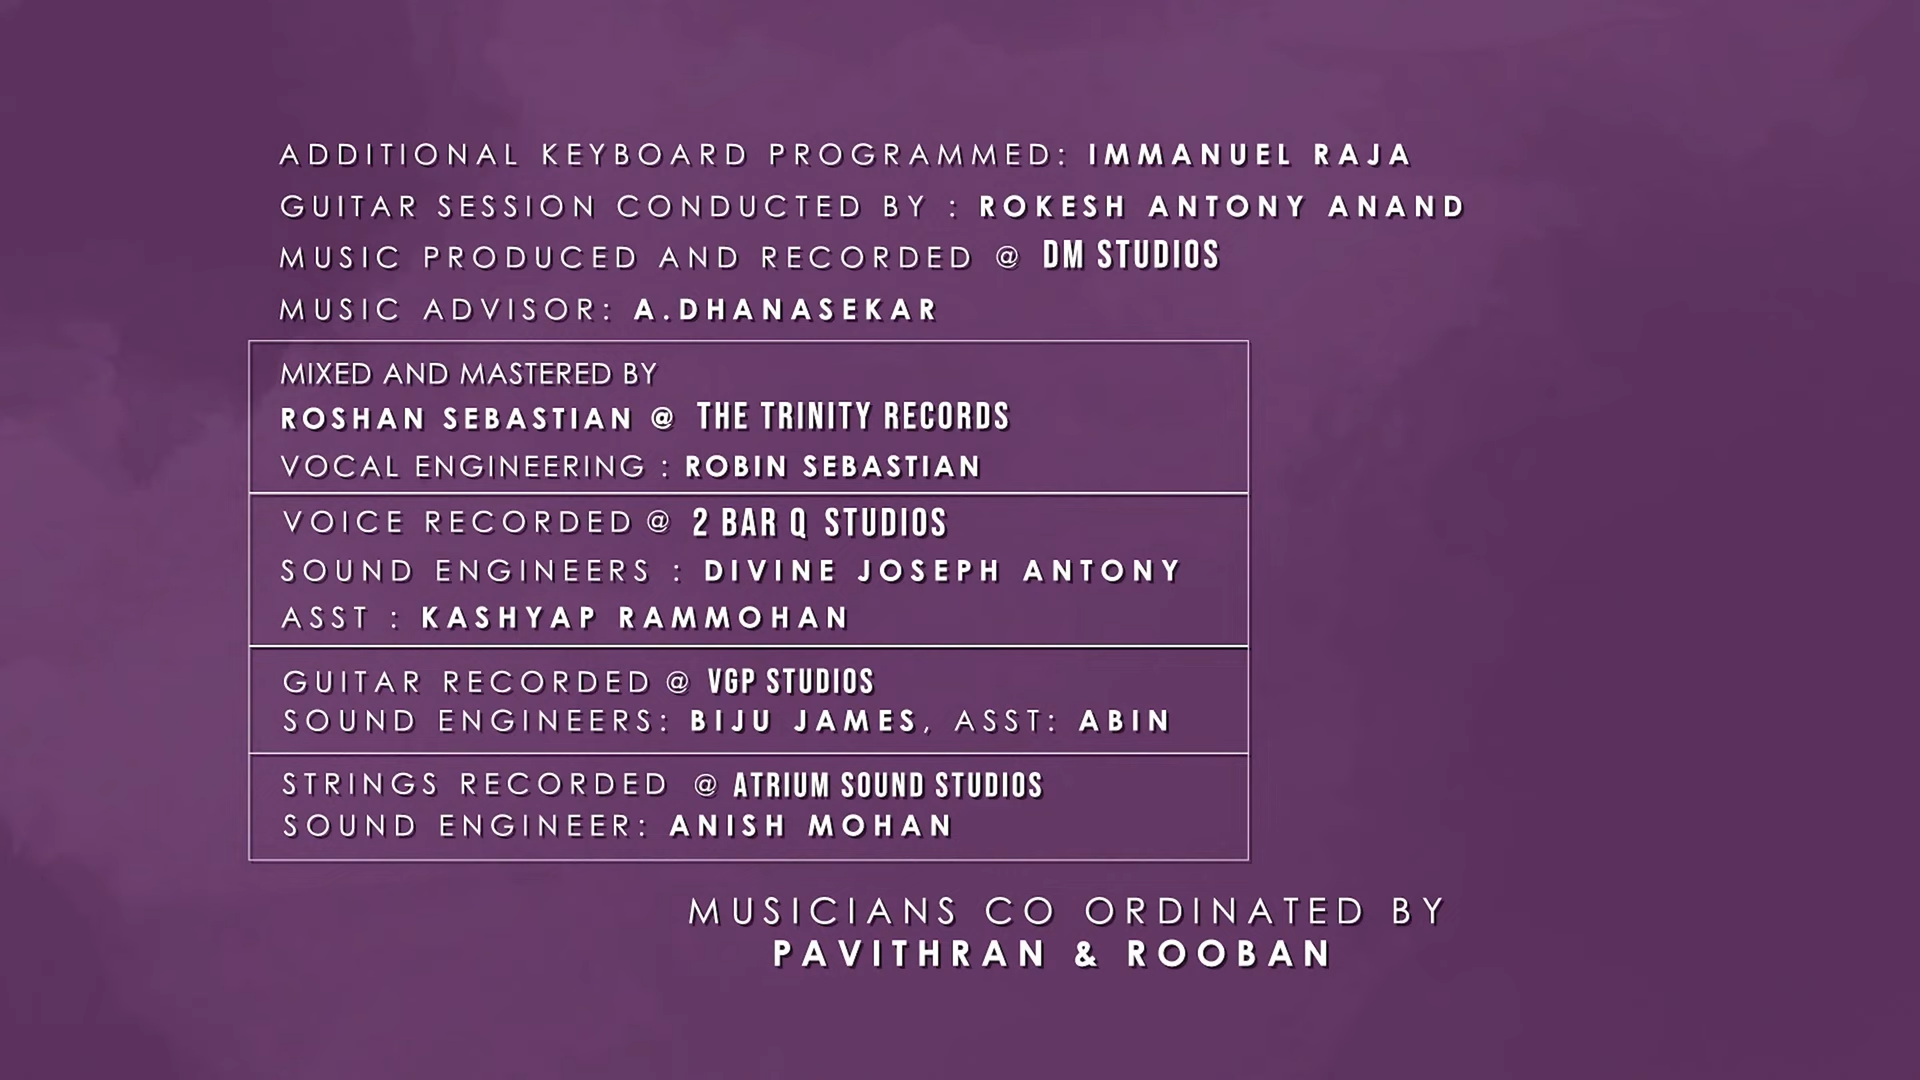 ADDITIONAL KEYBOARD PROGRAMMED: IMMANUEL RAJA
GUITAR SESSION CONDUCTED BY : ROKESH ANTONY ANAND
MUSIC PRODUCED AND RECORDED @ DM STUDIOS
MUSIC ADVISOR: A.DHANASEKAR
MIXED AND MASTERED BY
ROSHAN SEBASTIAN @ THE TRINITY RECORDS
VOCAL ENGINEERING : ROBIN SEBASTIAN
VOICE RECORDED @ 2 BAR Q STUDIOS
SOUND ENGINEERS : DIVINE JOSEPH ANTONY
ASST : KASHYAP RAMMOHAN
GUITAR RECORDED @ VGP STUDIOS
SOUND ENGINEERS: BIJU JAMES, ASST: ABIN
STRINGS RECORDED @ ATRIUM SOUND STUDIOS
SOUND ENGINEER: ANISH MOHAN
MUSICIANS CO ORDINATED BY
PAVITHRAN & ROOBAN